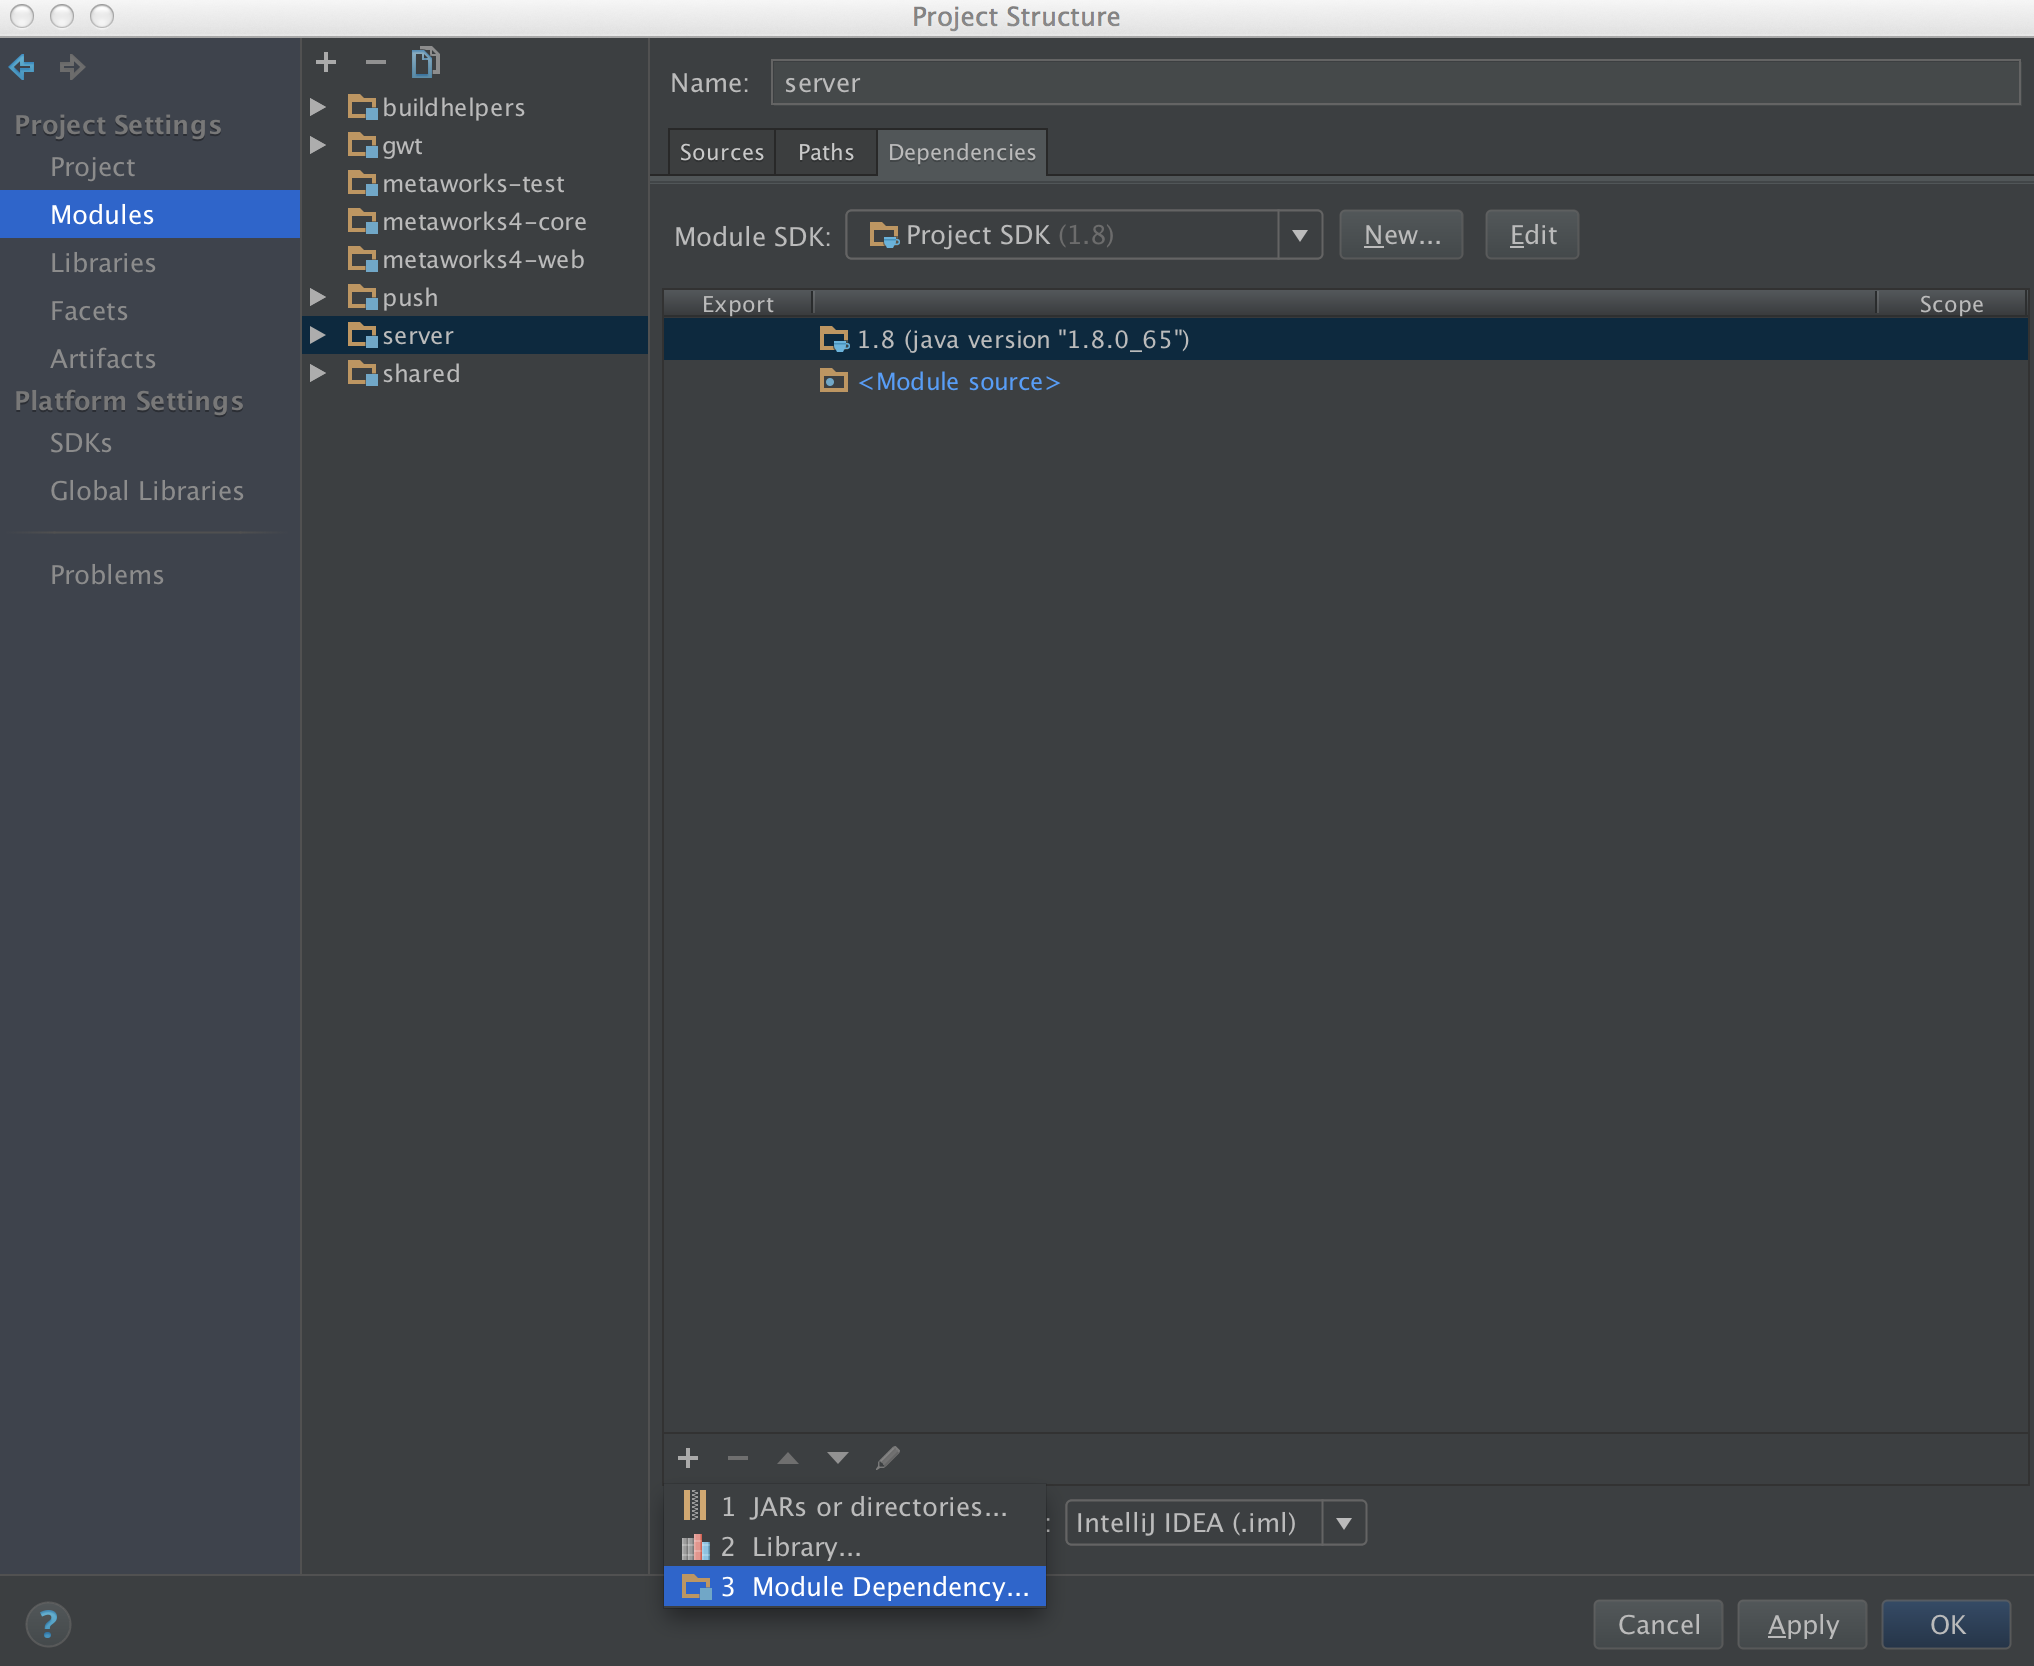 Project Structure
Project Settings
Project
Modules
Libraries
Facets
Artifacts
Platform Settings
SDKs
Global Libraries
Problems
buildhelpers
gwt
metaworks-test
metaworks4-core
metaworks4-web
push
server
shared
Name: server
Sources Paths Dependencies
Module SDK: Project SDK (1.8) New... Edit
Export Scope
1.8 (java version "1.8.0_65")
<Module source>
1 JARs or directories...
2 Library...
3 Module Dependency...
: IntelliJ IDEA (.iml)
? Cancel Apply OK